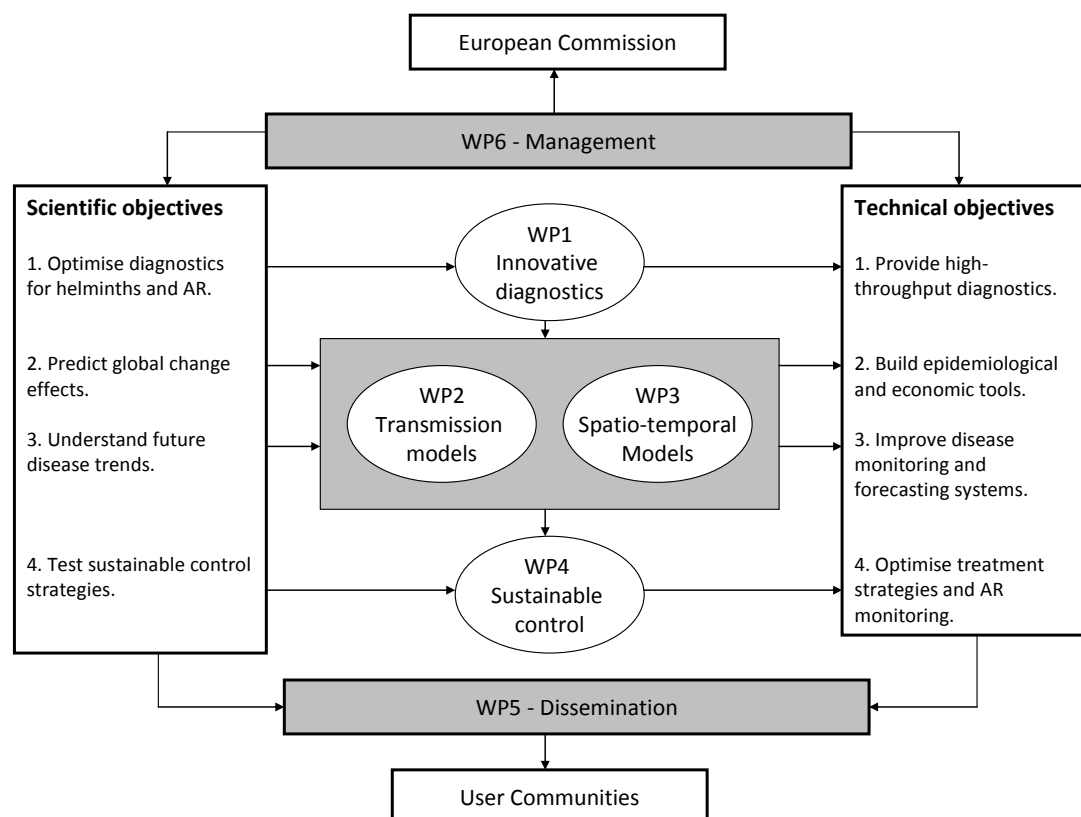 European Commission
WP6 - Management
Scientific objectives
1. Optimise diagnostics
for helminths and AR.
2. Predict global change
effects.
3. Understand future
disease trends.
4. Test sustainable control
strategies.
WP1
Innovative
diagnostics
WP2
Transmission
models
WP3
Spatio-temporal
Models
WP4
Sustainable
control
Technical objectives
1. Provide high-
throughput diagnostics.
2. Build epidemiological
and economic tools.
3. Improve disease
monitoring and
forecasting systems.
4. Optimise treatment
strategies and AR
monitoring.
WP5 - Dissemination
User Communities